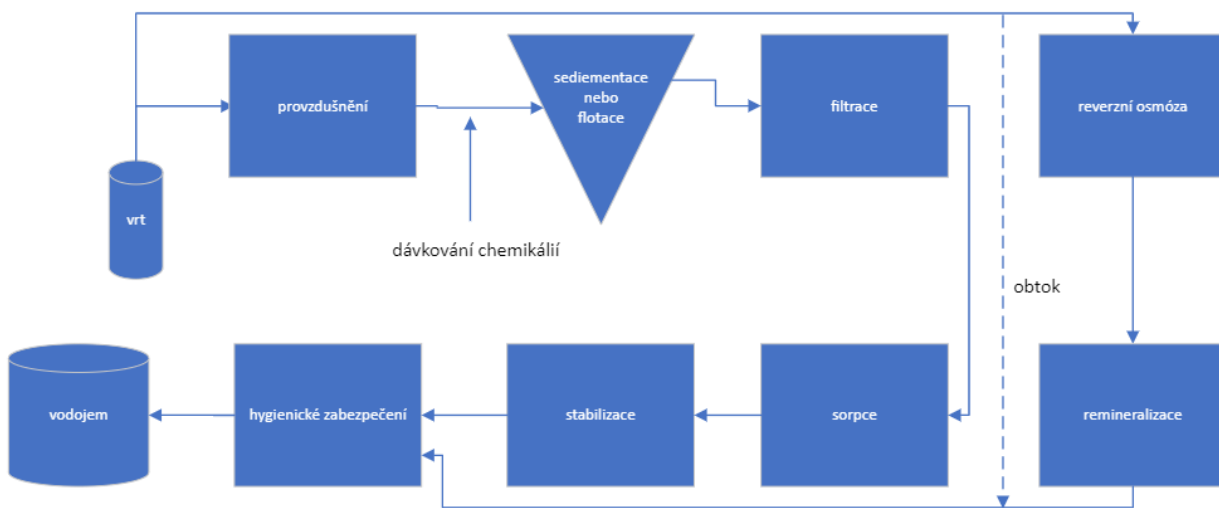 provzdušnění
sediementace
nebo
flotace
filtrace
reverzní osmóza
vrt
dávkování chemikálií
obtok
vodojem
hygienické zabezpečení
stabilizace
sorpce
remineralizace